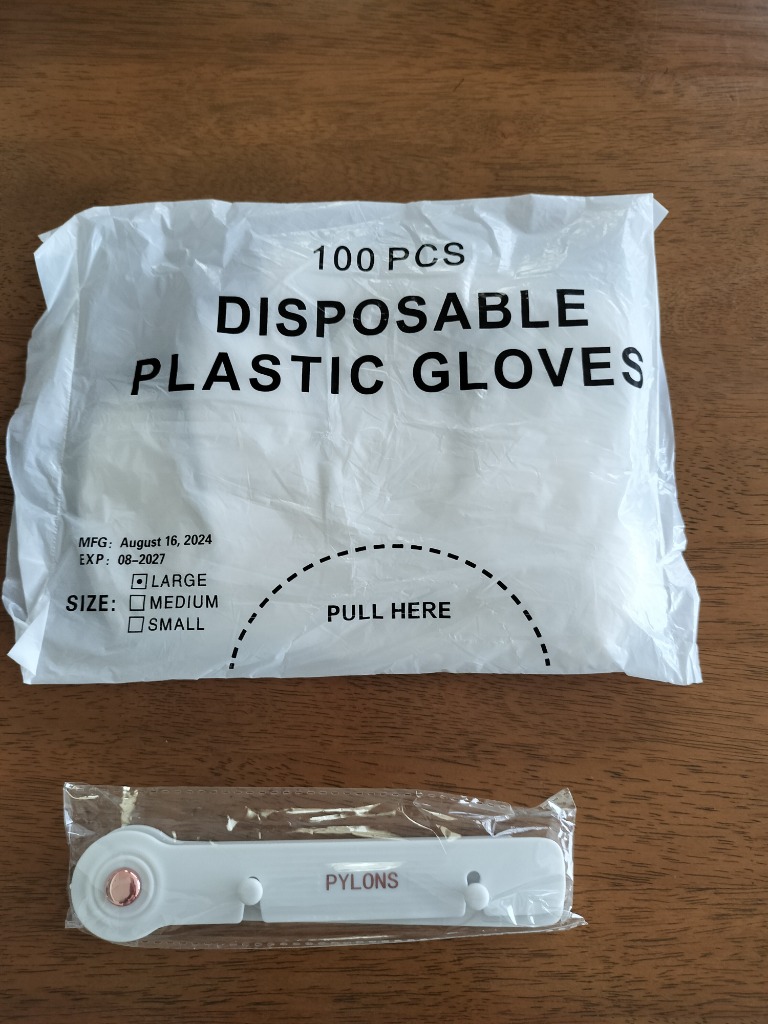 100 PCS
DISPOSABLE
PLASTIC GLOVES
MFG: August 16, 2024
EXP: 08-2027
LARGE
SIZE: MEDIUM
SMALL
PULL HERE
PYLONS